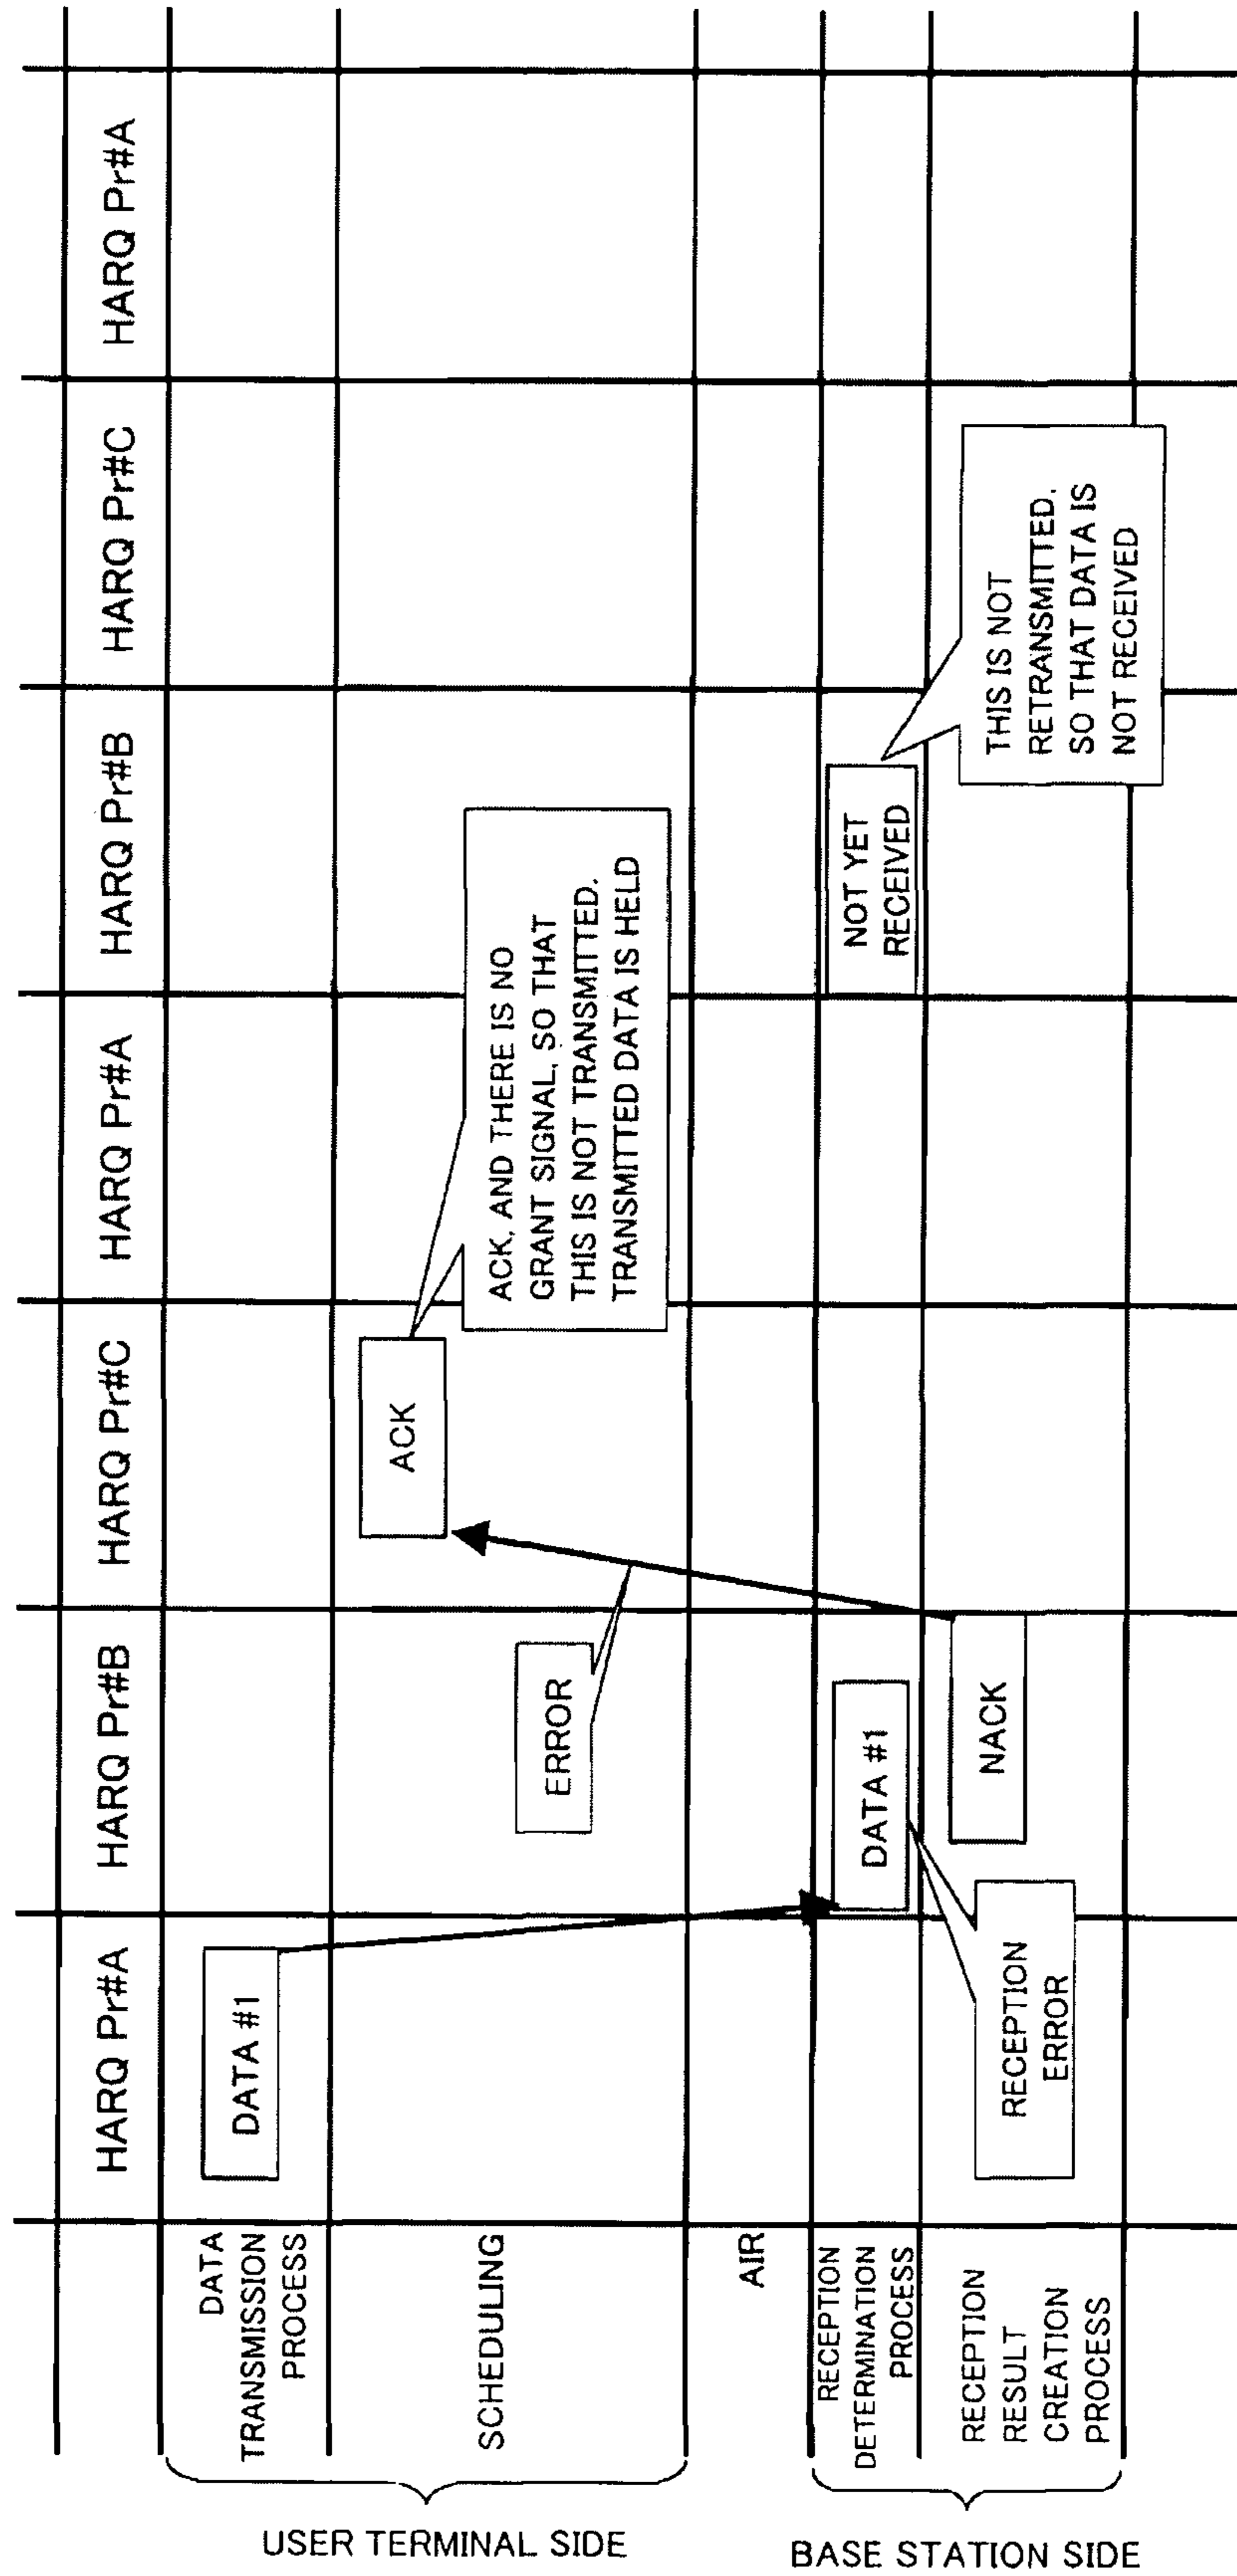 HARQ Pr#A
HARQ Pr#B
HARQ Pr#C
HARQ Pr#A
HARQ Pr#B
HARQ Pr#C
HARQ Pr#A
USER TERMINAL SIDE
DATA
TRANSMISSION
PROCESS
DATA #1
SCHEDULING
ERROR
ACK
ACK, AND THERE IS NO
GRANT SIGNAL, SO THAT
THIS IS NOT TRANSMITTED.
TRANSMITTED DATA IS HELD
AIR
BASE STATION SIDE
RECEPTION
DETERMINATION
PROCESS
DATA #1
NOT YET
RECEIVED
RECEPTION
RESULT
CREATION
PROCESS
RECEPTION
ERROR
NACK
THIS IS NOT
RETRANSMITTED,
SO THAT DATA IS
NOT RECEIVED